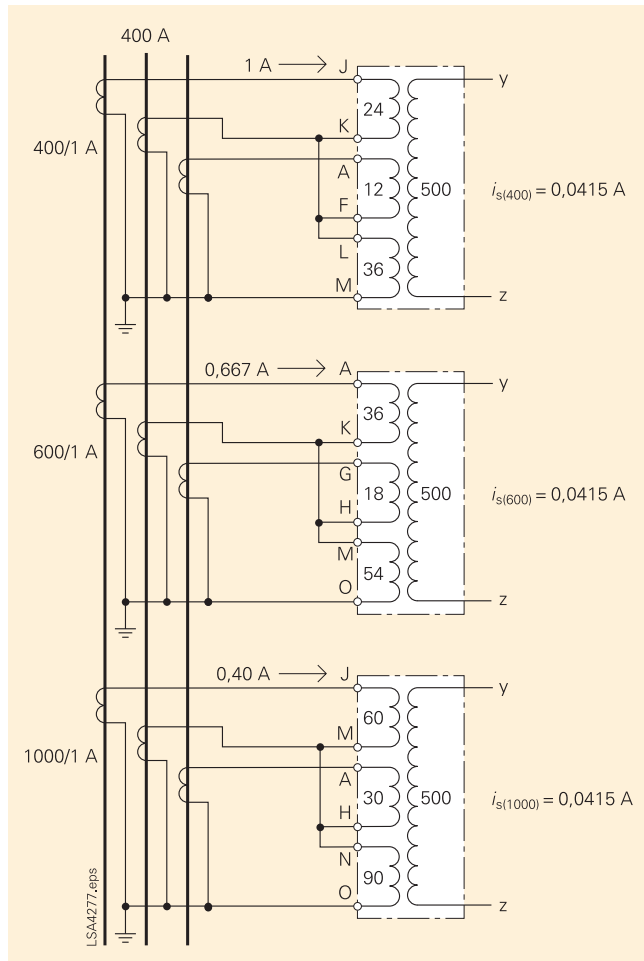 400 A
1 A J y
24
K
400/1 A
A
12 500 i_s(400) = 0,0415 A
F
L
36
M
z
0,667 A A y
36
K
600/1 A
G
18 500 i_s(600) = 0,0415 A
H
M
54
O
z
0,40 A J y
60
M
1000/1 A
A
30 500 i_s(1000) = 0,0415 A
H
N
90
O
z
LSA4277.eps